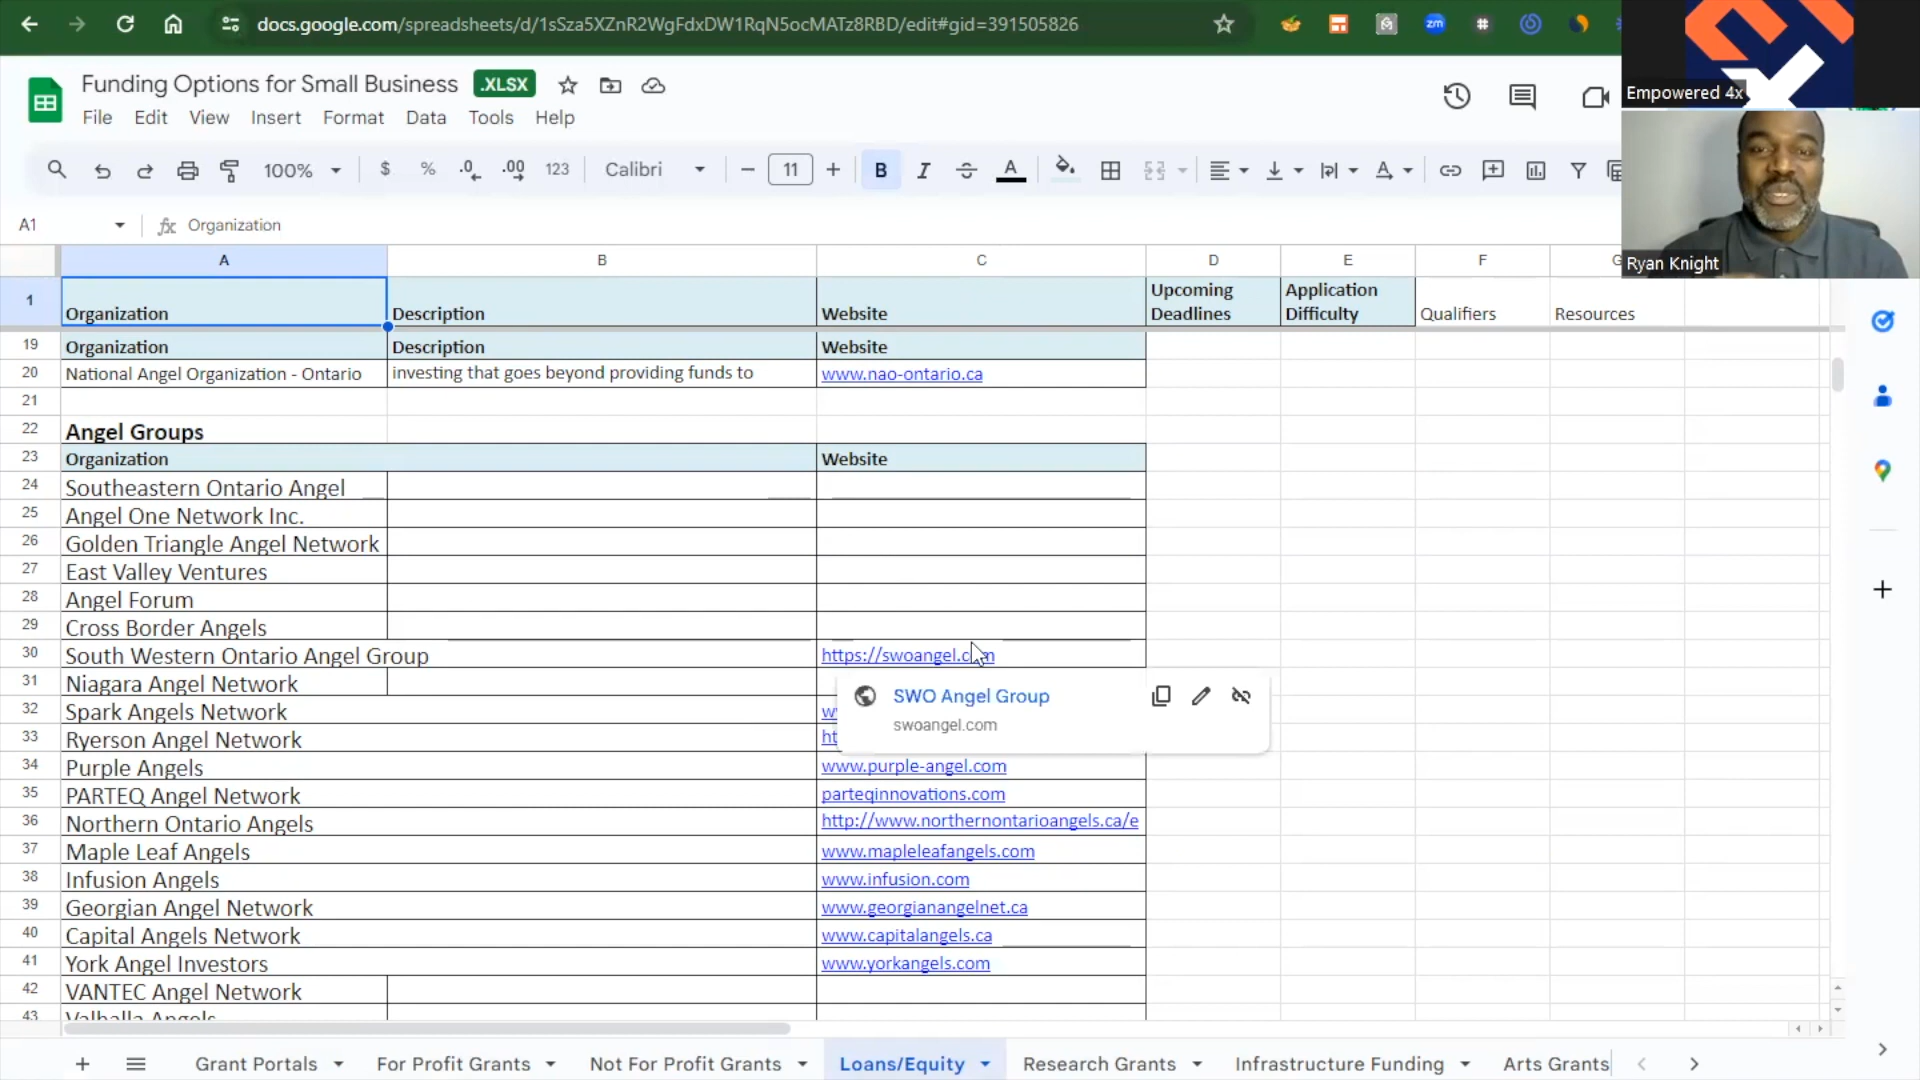 docs.google.com/spreadsheets/d/1sSza5XZnR2WgFdxDW1RqN5ocMATz8RBD/edit#gid=391505826
zm
Empowered 4x
Funding Options for Small Business .XLSX
File Edit View Insert Format Data Tools Help
100% $ % .0 .00 123 Calibri 11 B I S A A
Ryan Knight
A1 fx Organization
A B C D E F G
1 Organization Description Website Upcoming Deadlines Application Difficulty Qualifiers Resources
19 Organization Description Website
20 National Angel Organization - Ontario investing that goes beyond providing funds to www.nao-ontario.ca
21
22 Angel Groups
23 Organization Website
24 Southeastern Ontario Angel
25 Angel One Network Inc.
26 Golden Triangle Angel Network
27 East Valley Ventures
28 Angel Forum
29 Cross Border Angels
30 South Western Ontario Angel Group https://swoangel.com
31 Niagara Angel Network
SWO Angel Group
swoangel.com
32 Spark Angels Network
33 Ryerson Angel Network
34 Purple Angels www.purple-angel.com
35 PARTEQ Angel Network parteqinnovations.com
36 Northern Ontario Angels http://www.northernontarioangels.ca/e
37 Maple Leaf Angels www.mapleleafangels.com
38 Infusion Angels www.infusion.com
39 Georgian Angel Network www.georgianangelnet.ca
40 Capital Angels Network www.capitalangels.ca
41 York Angel Investors www.yorkangels.com
42 VANTEC Angel Network
43 Valhalla Angels
Grant Portals For Profit Grants Not For Profit Grants Loans/Equity Research Grants Infrastructure Funding Arts Grants